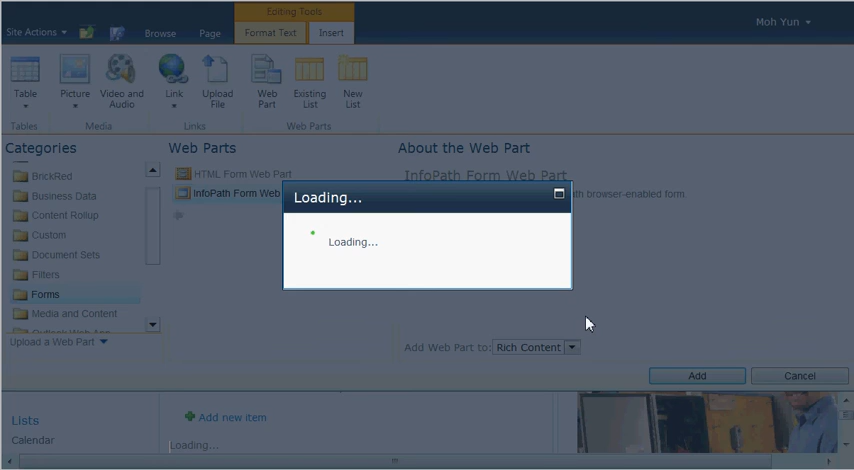 Editing Tools
Site Actions
Browse
Page
Format Text
Insert
Moh Yun
Table
Picture
Video and Audio
Link
Upload File
Web Part
Existing List
New List
Tables
Media
Links
Web Parts
Categories
BrickRed
Business Data
Content Rollup
Custom
Document Sets
Filters
Forms
Media and Content
Outlook Web App
Upload a Web Part
Web Parts
HTML Form Web Part
InfoPath Form Web
About the Web Part
InfoPath Form Web Part
th browser-enabled form.
Loading...
Loading...
Add Web Part to: Rich Content
Add
Cancel
Lists
Calendar
Add new item
Loading...